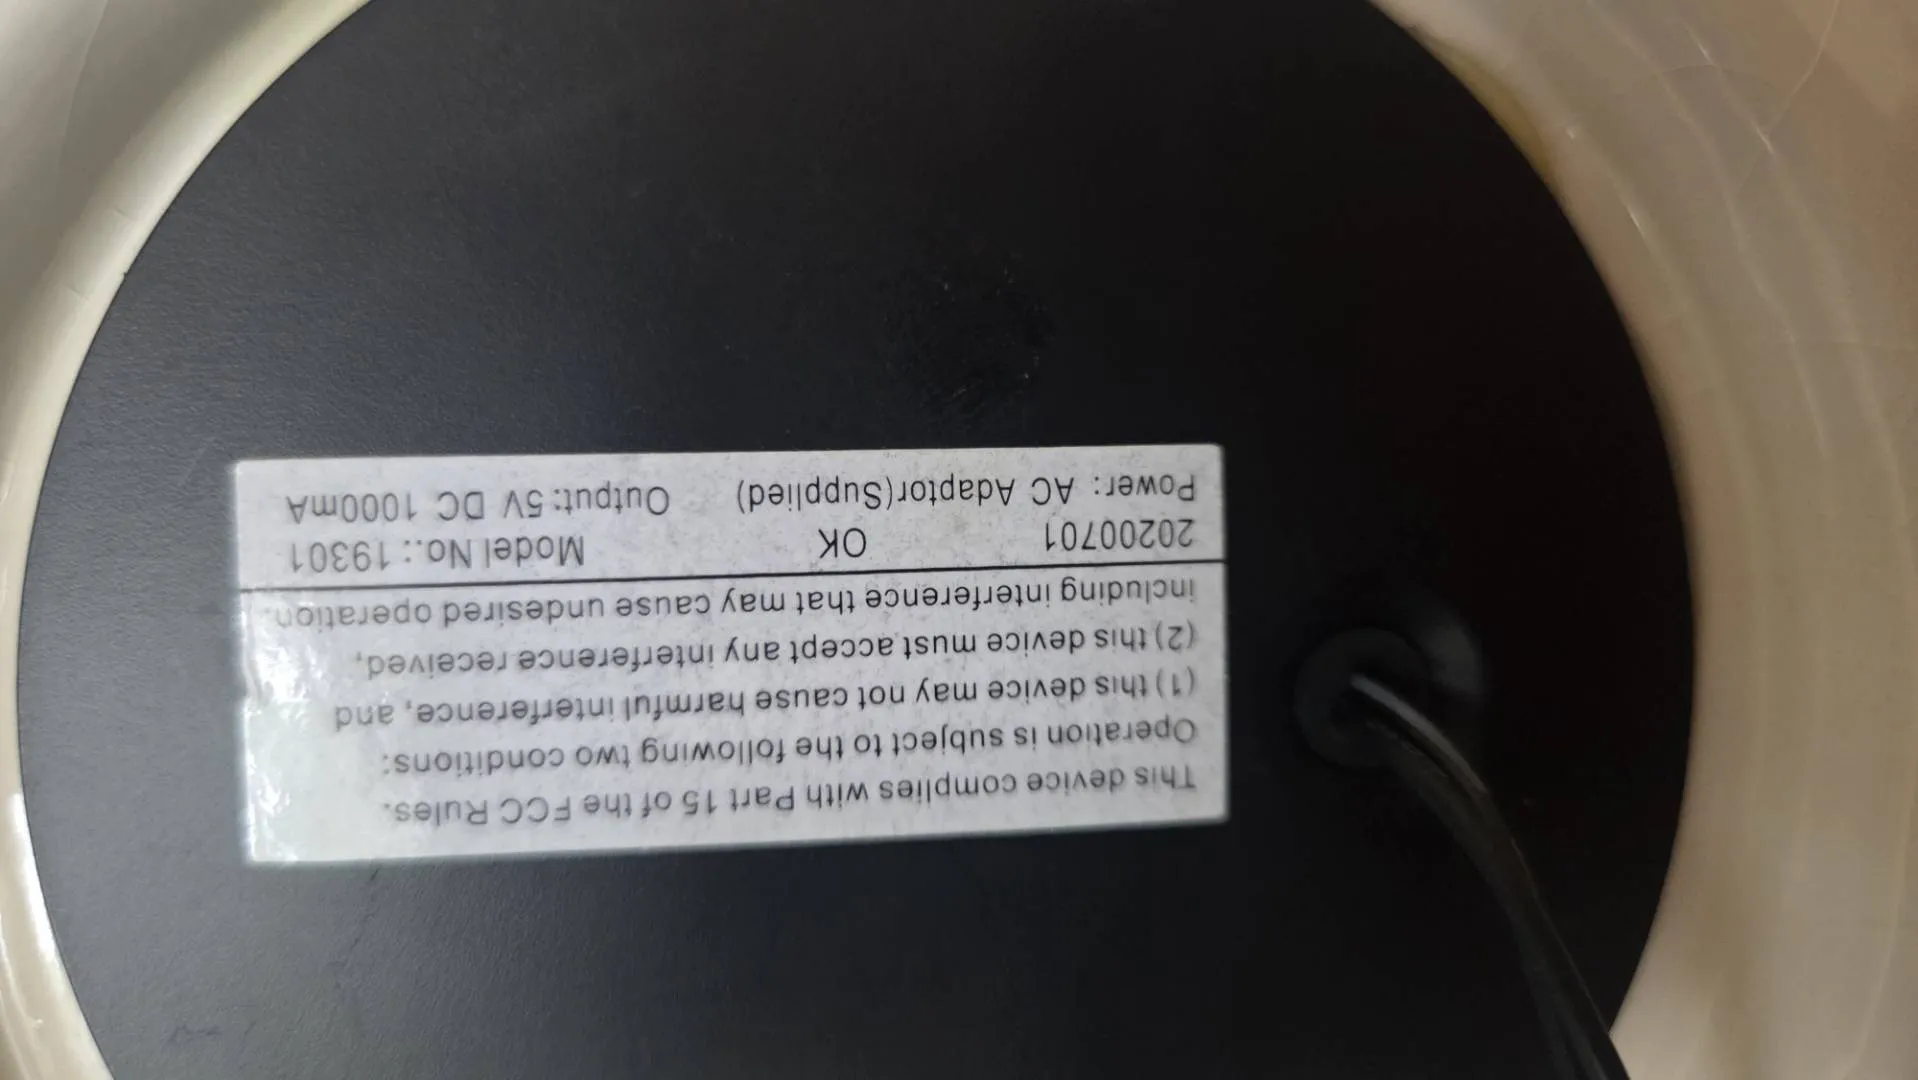 This device complies with Part 15 of the FCC Rules.
Operation is subject to the following two conditions:
(1) this device may not cause harmful interference, and
(2) this device must accept any interference received,
including interference that may cause undesired operation.
20200701 OK Model No.: 19301
Power: AC Adaptor(Supplied) Output: 5V DC 1000mA